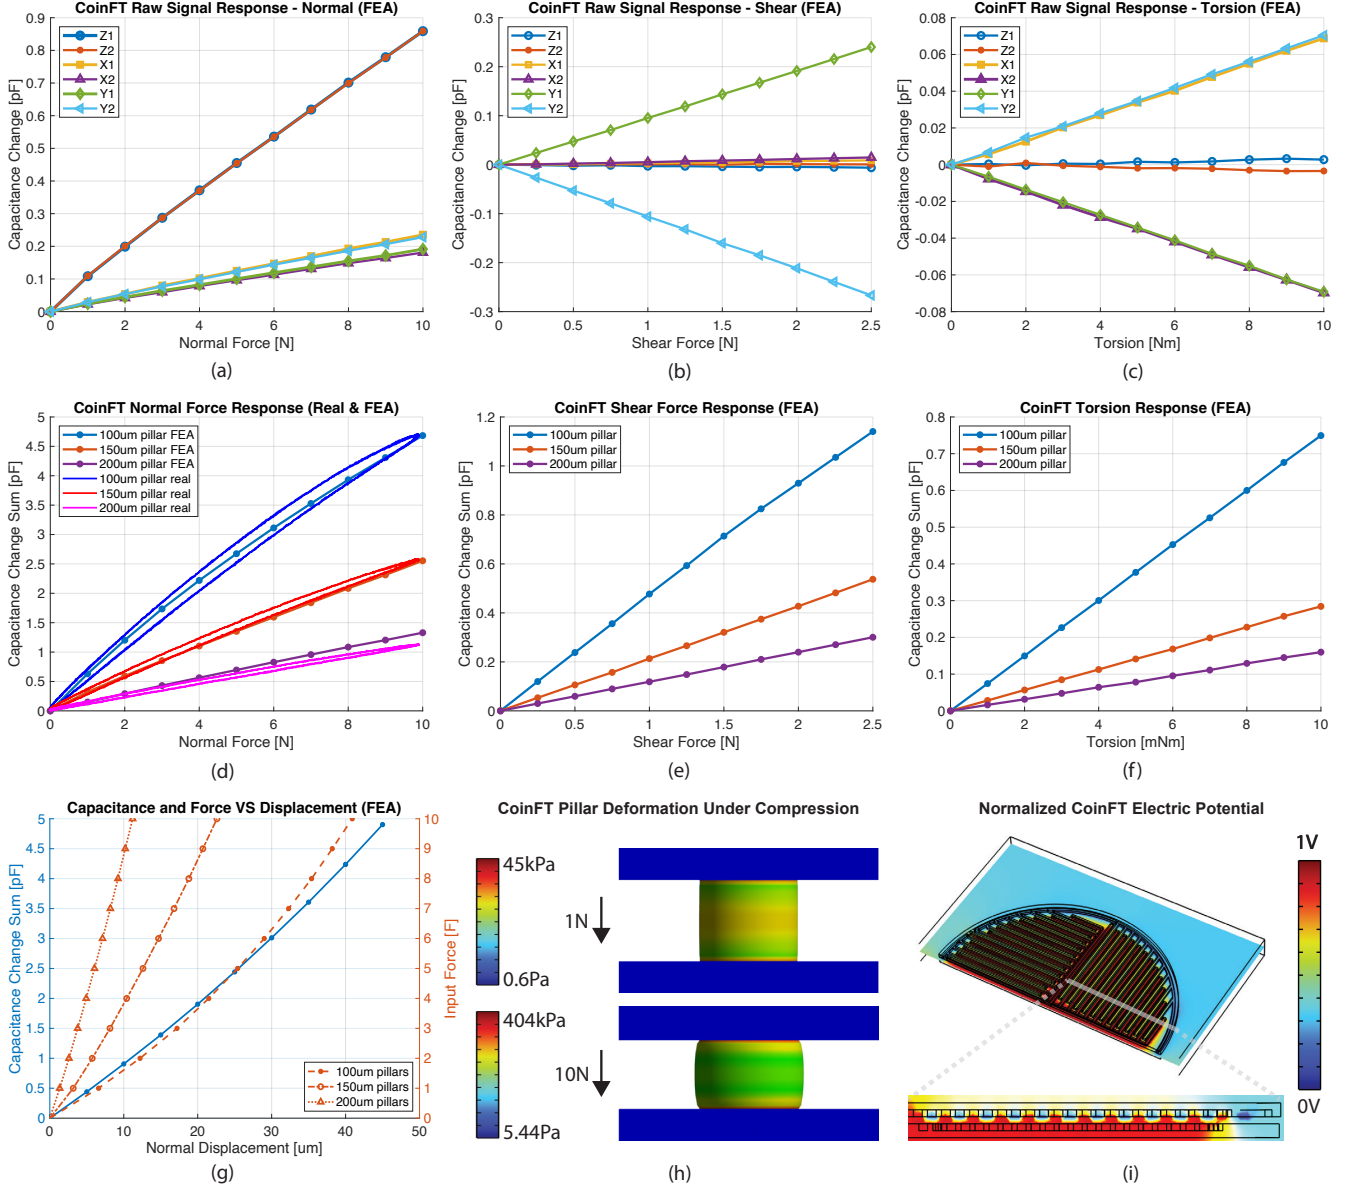 CoinFT Raw Signal Response - Normal (FEA)
Capacitance Change [pF]
0.9
0.8
0.7
0.6
0.5
0.4
0.3
0.2
0.1
0
Z1
Z2
X1
X2
Y1
Y2
0 2 4 6 8 10
Normal Force [N]
(a)
CoinFT Raw Signal Response - Shear (FEA)
Capacitance Change [pF]
0.3
0.2
0.1
0
-0.1
-0.2
-0.3
Z1
Z2
X1
X2
Y1
Y2
0 0.5 1 1.5 2 2.5
Shear Force [N]
(b)
CoinFT Raw Signal Response - Torsion (FEA)
Capacitance Change [pF]
0.08
0.06
0.04
0.02
0
-0.02
-0.04
-0.06
-0.08
Z1
Z2
X1
X2
Y1
Y2
0 2 4 6 8 10
Torsion [Nm]
(c)
CoinFT Normal Force Response (Real & FEA)
Capacitance Change Sum [pF]
5
4.5
4
3.5
3
2.5
2
1.5
1
0.5
0
100um pillar FEA
150um pillar FEA
200um pillar FEA
100um pillar real
150um pillar real
200um pillar real
0 2 4 6 8 10
Normal Force [N]
(d)
CoinFT Shear Force Response (FEA)
Capacitance Change Sum [pF]
1.2
1
0.8
0.6
0.4
0.2
0
100um pillar
150um pillar
200um pillar
0 0.5 1 1.5 2 2.5
Shear Force [N]
(e)
CoinFT Torsion Response (FEA)
Capacitance Change Sum [pF]
0.8
0.7
0.6
0.5
0.4
0.3
0.2
0.1
0
100um pillar
150um pillar
200um pillar
0 2 4 6 8 10
Torsion [mNm]
(f)
Capacitance and Force VS Displacement (FEA)
Capacitance Change Sum [pF]
5
4.5
4
3.5
3
2.5
2
1.5
1
0.5
0
10
9
8
7
6
5
4
3
2
1
0
Input Force [F]
100um pillars
150um pillars
200um pillars
0 10 20 30 40 50
Normal Displacement [um]
(g)
CoinFT Pillar Deformation Under Compression
45kPa
0.6Pa
1N
404kPa
5.44Pa
10N
(h)
Normalized CoinFT Electric Potential
1V
0V
(i)